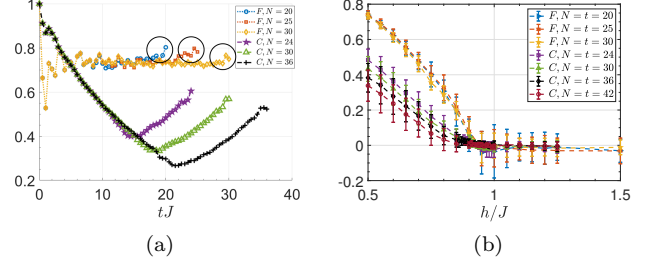 1
0.8
0.6
0.4
0.2
0
10
20
30
40
tJ
F, N = 20
F, N = 25
F, N = 30
C, N = 24
C, N = 30
C, N = 36
(a)
0.8
0.6
0.4
0.2
0
-0.2
0.5
1
1.5
h/J
F, N = t = 20
F, N = t = 25
F, N = t = 30
C, N = t = 24
C, N = t = 30
C, N = t = 36
C, N = t = 42
(b)